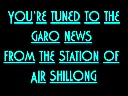 YOU'RE TUNED TO THE
GARO NEWS
FROM THE STATION OF
AIR SHILLONG